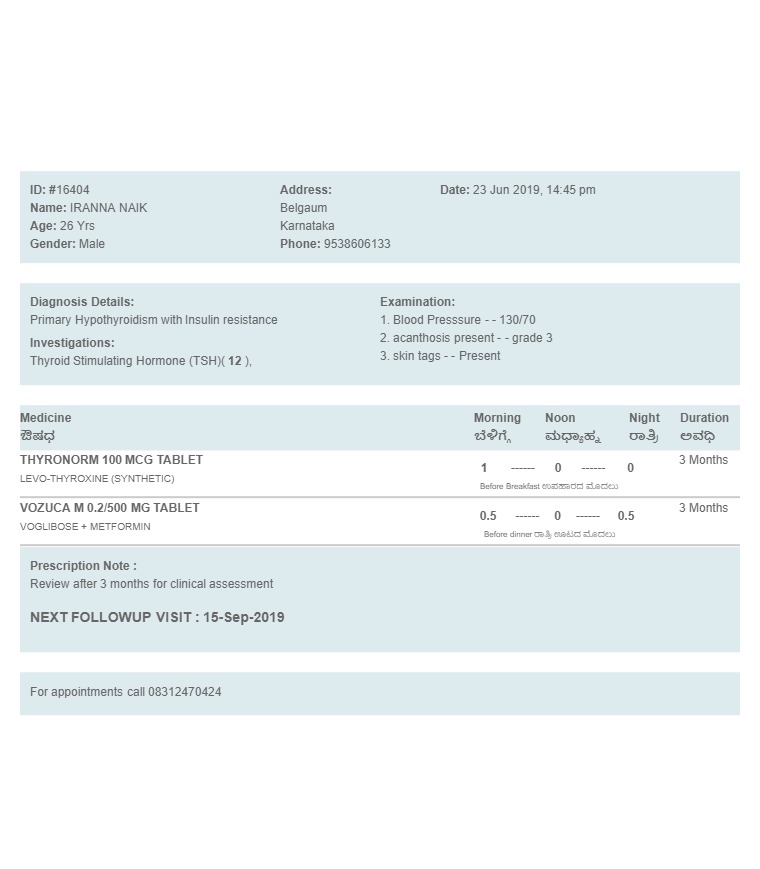 ID: #16404
Name: IRANNA NAIK
Age: 26 Yrs
Gender: Male
Address:
Belgaum
Karnataka
Phone: 9538606133
Date: 23 Jun 2019, 14:45 pm
Diagnosis Details:
Primary Hypothyroidism with Insulin resistance
Investigations:
Thyroid Stimulating Hormone (TSH)( 12 ),
Examination:
1. Blood Presssure - - 130/70
2. acanthosis present - - grade 3
3. skin tags - - Present
Medicine Morning Noon Night Duration
ಔಷಧ ಬೆಳಿಗ್ಗೆ ಮಧ್ಯಾಹ್ನ ರಾತ್ರಿ ಅವಧಿ
THYRONORM 100 MCG TABLET 1 ------ 0 ------ 0 3 Months
LEVO-THYROXINE (SYNTHETIC) Before Breakfast ಉಪಹಾರದ ಮೊದಲು
VOZUCA M 0.2/500 MG TABLET 0.5 ------ 0 ------ 0.5 3 Months
VOGLIBOSE + METFORMIN Before dinner ರಾತ್ರಿ ಊಟದ ಮೊದಲು
Prescription Note :
Review after 3 months for clinical assessment
NEXT FOLLOWUP VISIT : 15-Sep-2019
For appointments call 08312470424